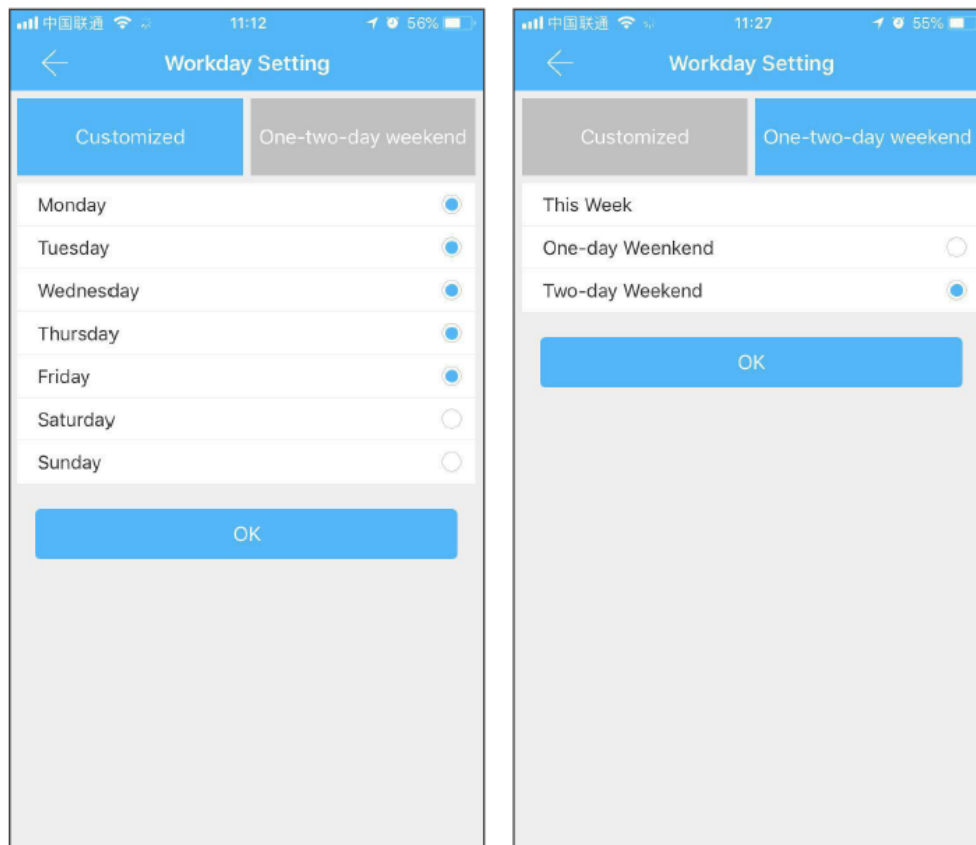 中国联通 11:12 56%
Workday Setting
Customized One-two-day weekend
Monday
Tuesday
Wednesday
Thursday
Friday
Saturday
Sunday
OK
中国联通 11:27 55%
Workday Setting
Customized One-two-day weekend
This Week
One-day Weenkend
Two-day Weekend
OK